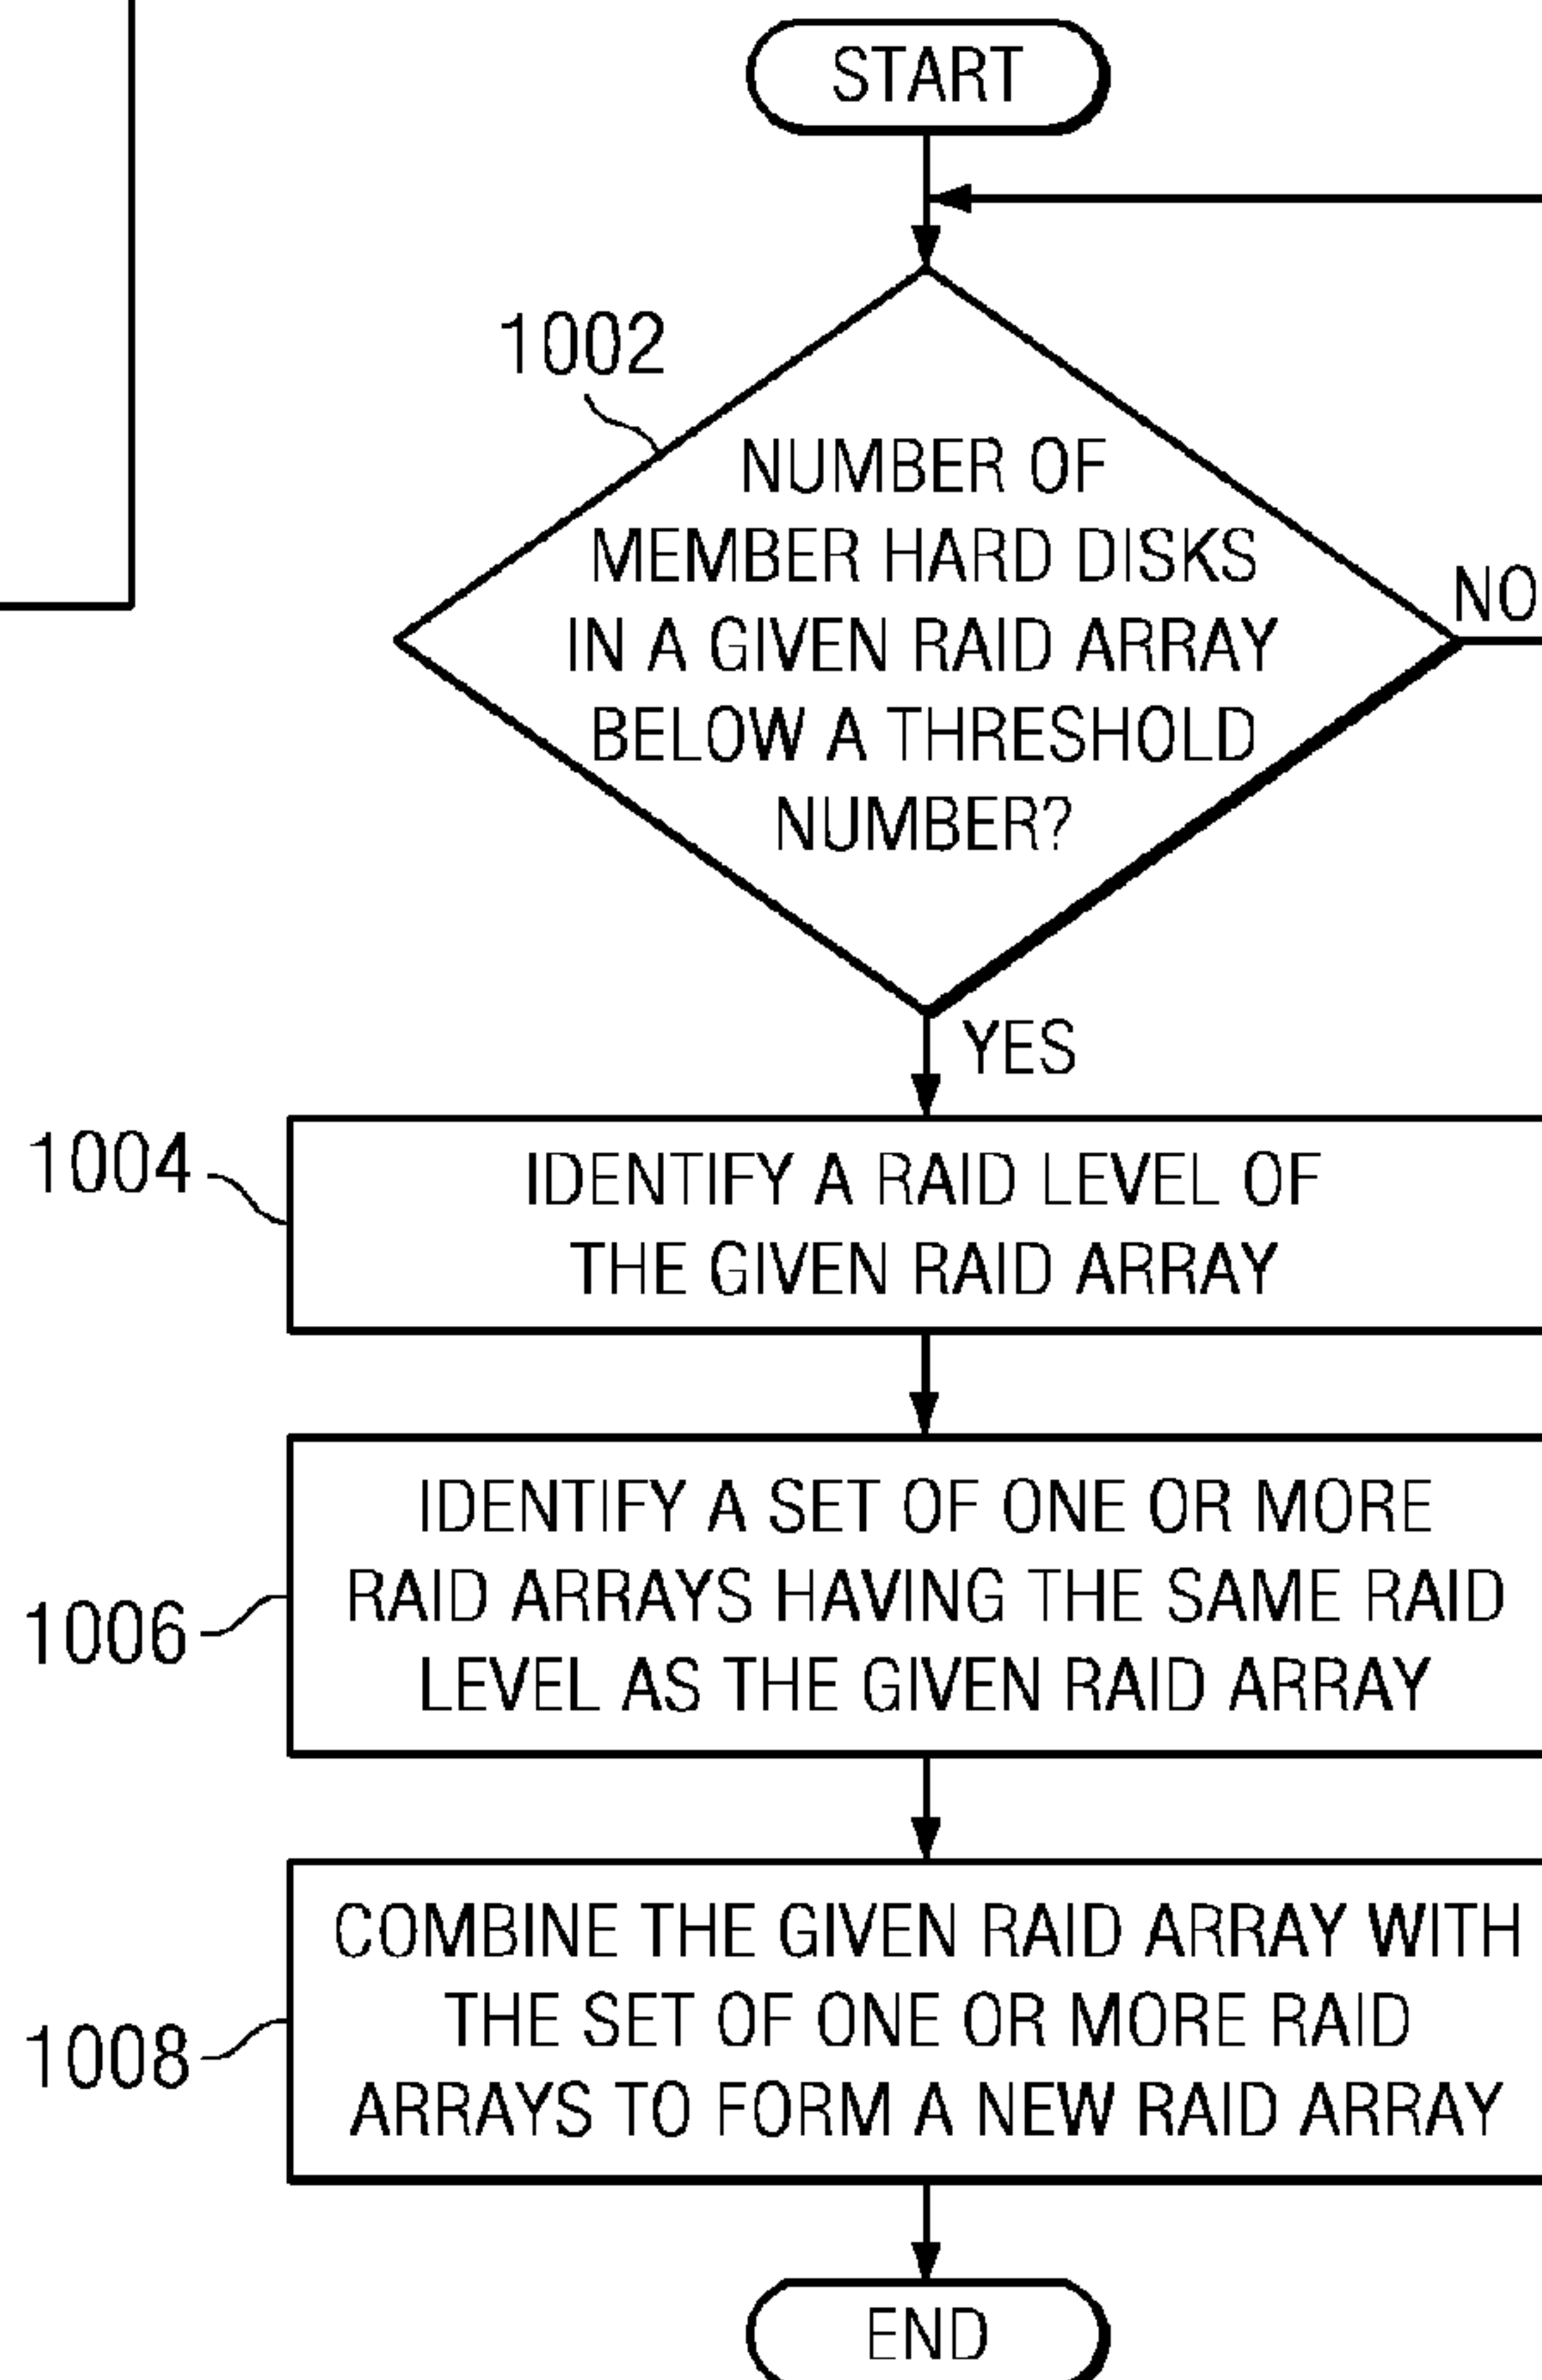 START
1002
NUMBER OF
MEMBER HARD DISKS
IN A GIVEN RAID ARRAY
BELOW A THRESHOLD
NUMBER?
NO
YES
1004
IDENTIFY A RAID LEVEL OF
THE GIVEN RAID ARRAY
1006
IDENTIFY A SET OF ONE OR MORE
RAID ARRAYS HAVING THE SAME RAID
LEVEL AS THE GIVEN RAID ARRAY
1008
COMBINE THE GIVEN RAID ARRAY WITH
THE SET OF ONE OR MORE RAID
ARRAYS TO FORM A NEW RAID ARRAY
END